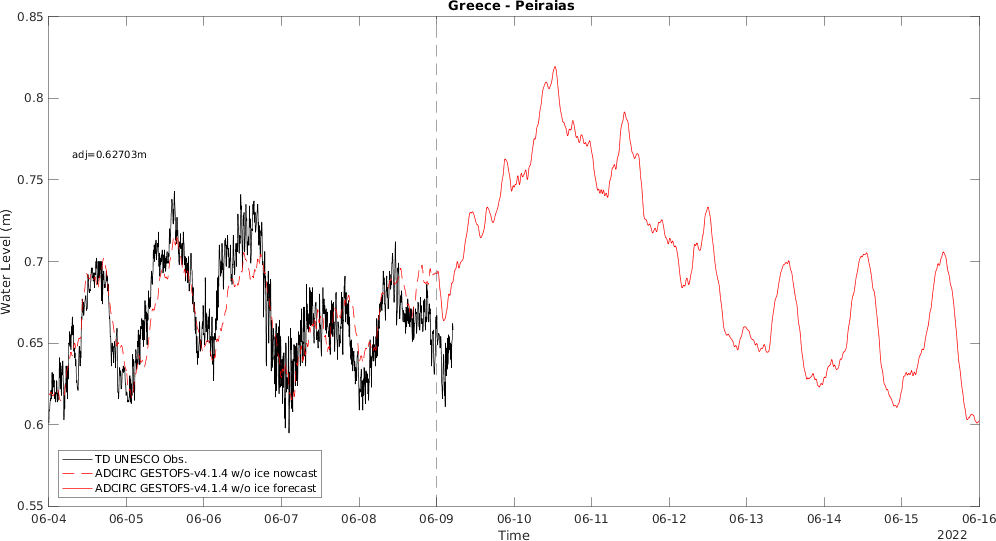 Greece - Peiraias
0.85
0.8
0.75
0.7
0.65
0.6
0.55
Water Level (m)
adj=0.62703m
TD UNESCO Obs.
ADCIRC GESTOFS-v4.1.4 w/o ice nowcast
ADCIRC GESTOFS-v4.1.4 w/o ice forecast
06-04 06-05 06-06 06-07 06-08 06-09 06-10 06-11 06-12 06-13 06-14 06-15 06-16
Time
2022